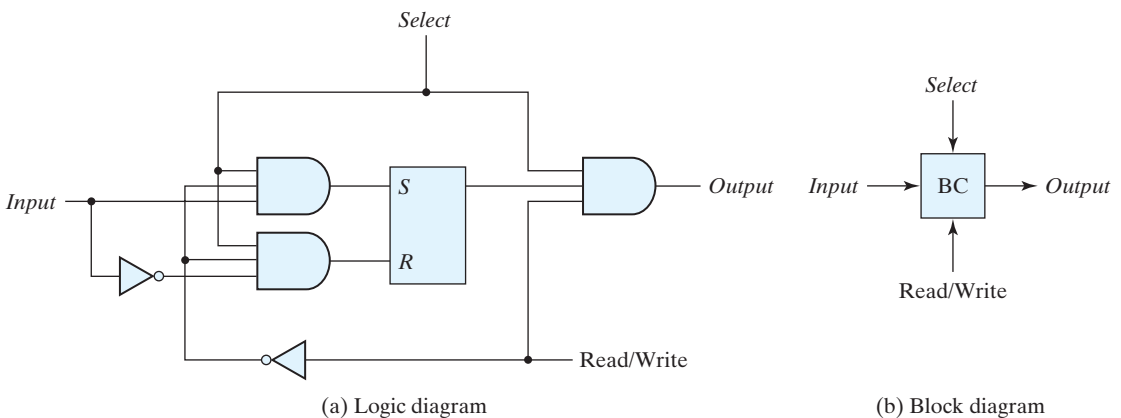 Select
Input
S
R
Output
Read/Write
(a) Logic diagram
Select
Input
BC
Output
Read/Write
(b) Block diagram